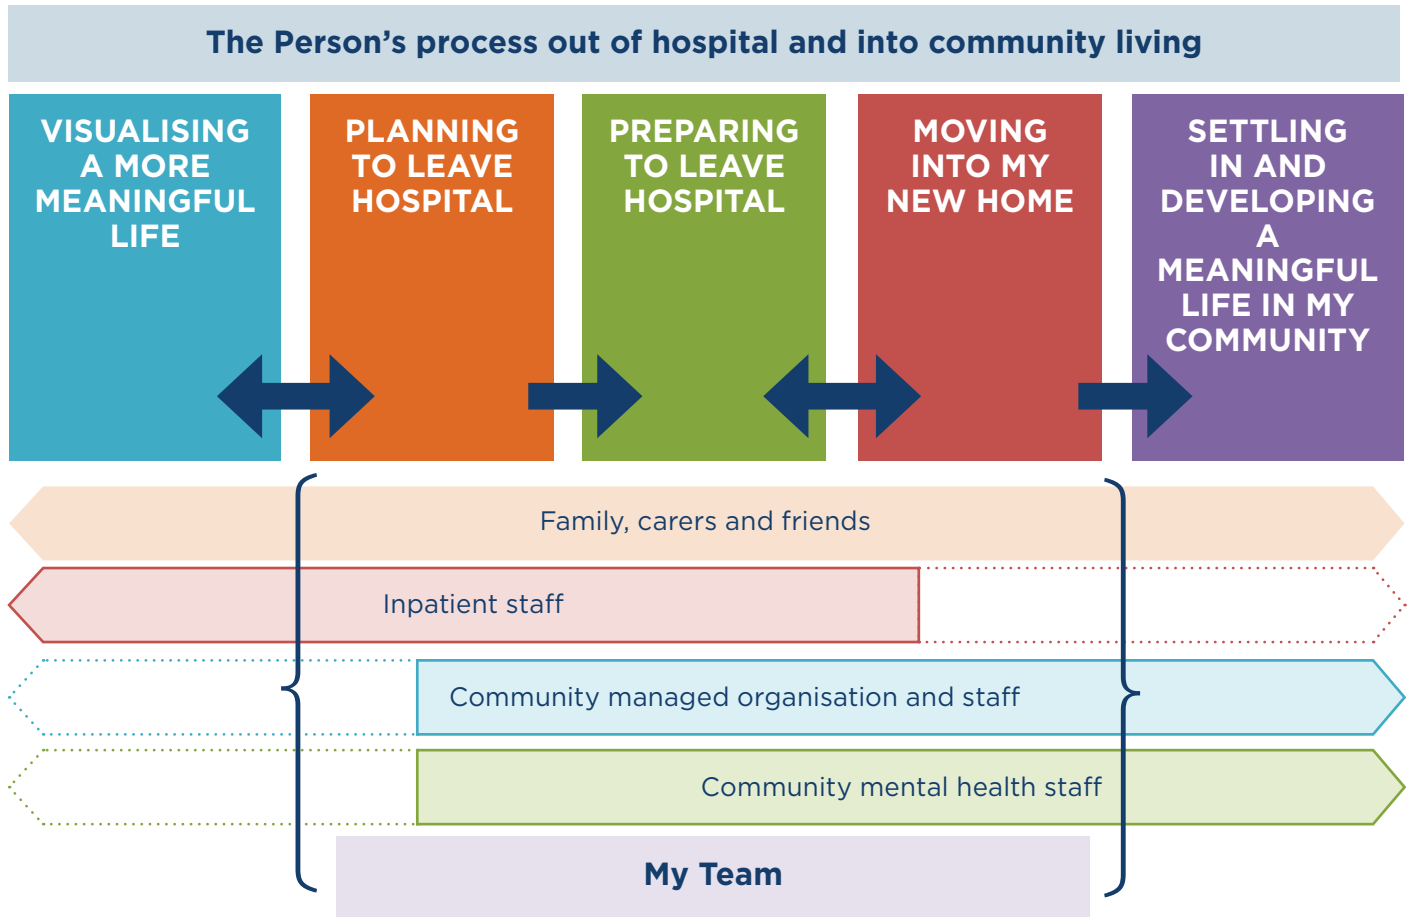 The Person’s process out of hospital and into community living
VISUALISING
A MORE
MEANINGFUL
LIFE
PLANNING
TO LEAVE
HOSPITAL
PREPARING
TO LEAVE
HOSPITAL
MOVING
INTO MY
NEW HOME
SETTLING
IN AND
DEVELOPING
A
MEANINGFUL
LIFE IN MY
COMMUNITY
Family, carers and friends
Inpatient staff
Community managed organisation and staff
Community mental health staff
My Team